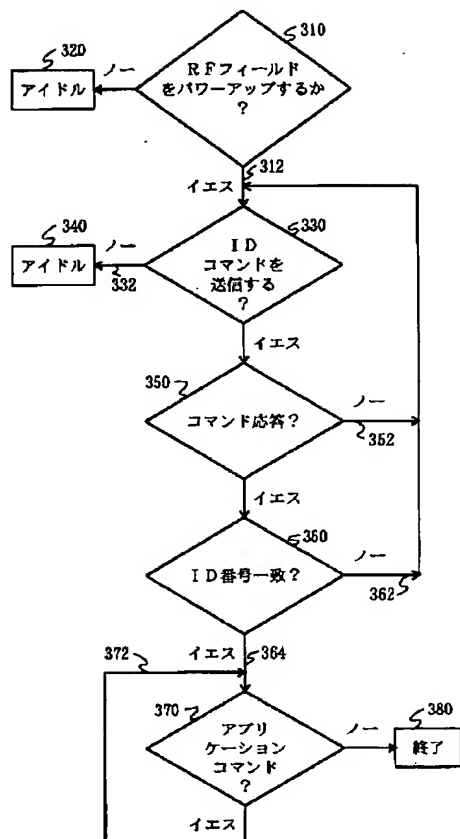 310
320
アイドル
ノー
RFフィールド
をパワーアップするか
?
312
イエス
330
340
アイドル
ノー
332
ID
コマンドを
送信する
?
イエス
350
コマンド応答?
ノー
352
イエス
360
ID番号一致?
ノー
362
372
イエス
364
370
アプリ
ケーション
コマンド
?
ノー
380
終了
イエス